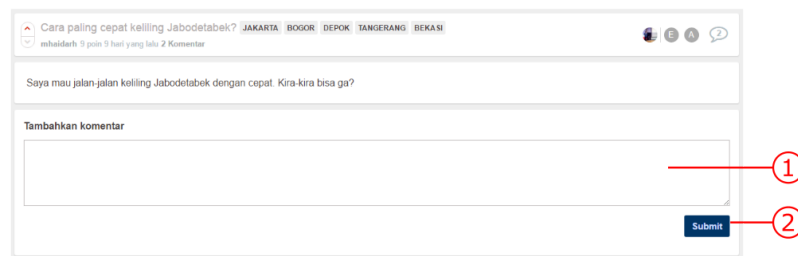 Cara paling cepat keliling Jabodetabek? JAKARTA BOGOR DEPOK TANGERANG BEKASI
mhaidarh 9 poin 9 hari yang lalu 2 Komentar
E A 2
Saya mau jalan-jalan keliling Jabodetabek dengan cepat. Kira-kira bisa ga?
Tambahkan komentar
1
Submit
2